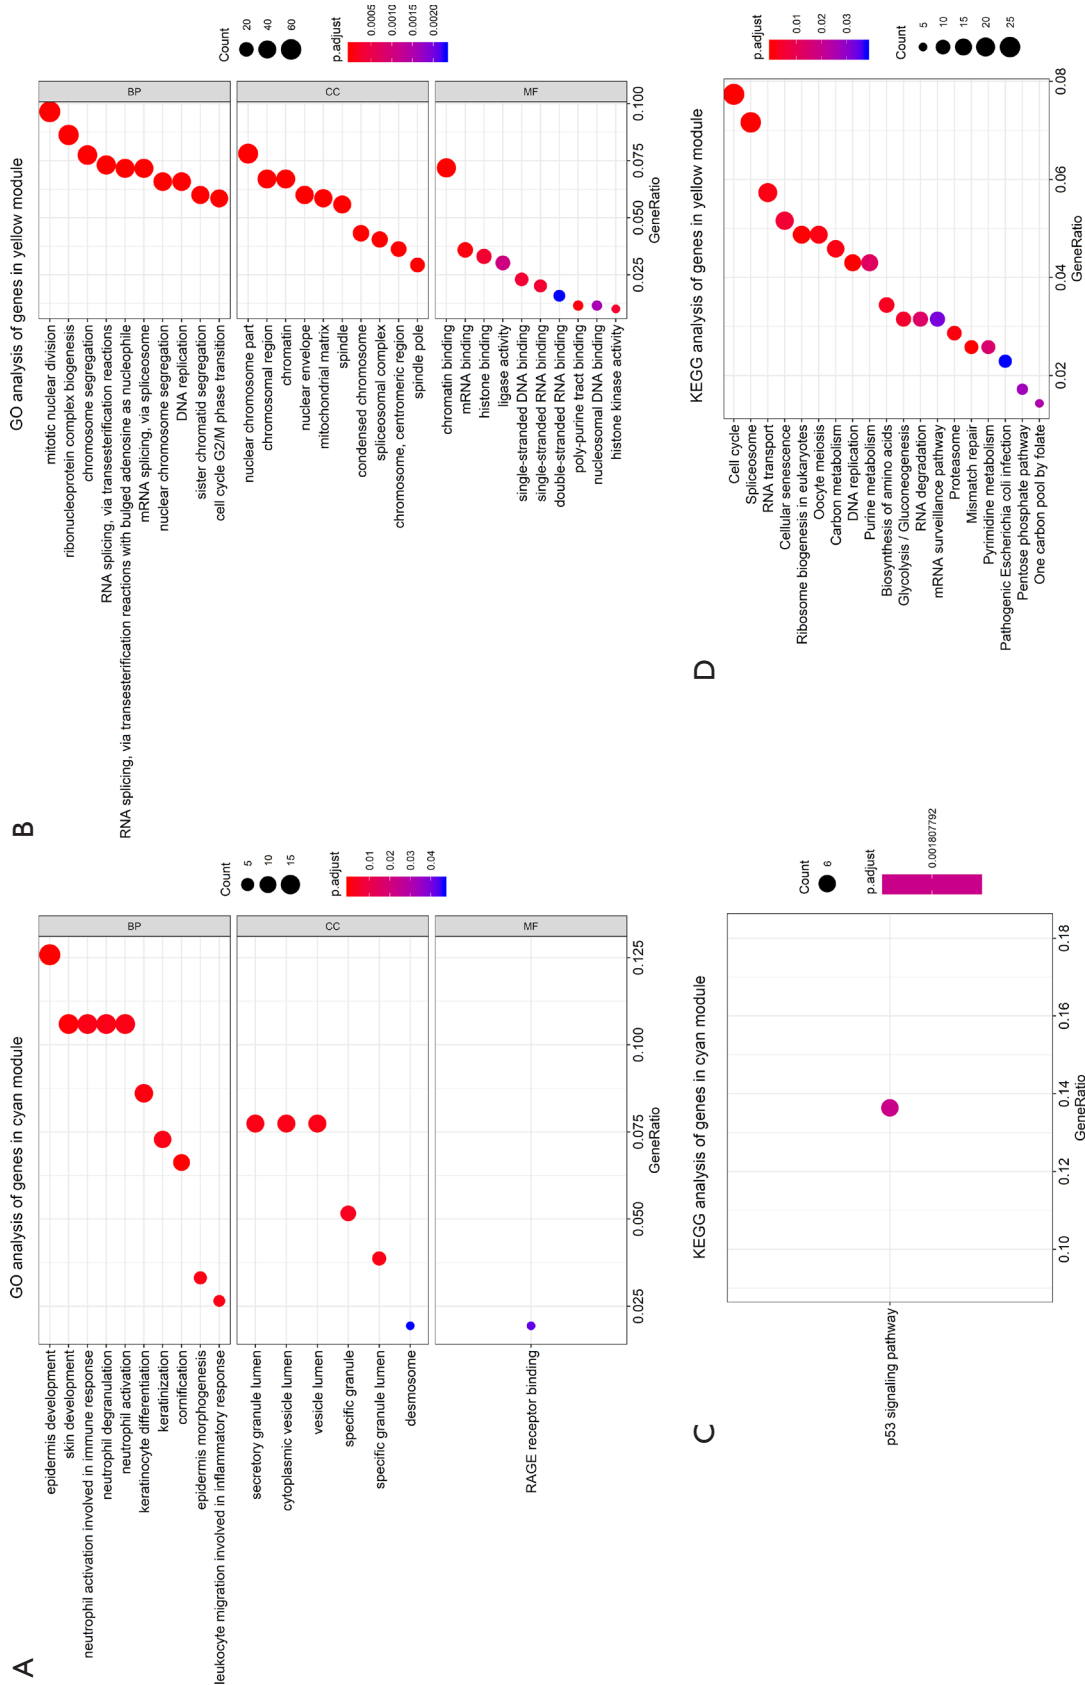 A
GO analysis of genes in cyan module
epidermis development
skin development
neutrophil activation involved in immune response
neutrophil degranulation
neutrophil activation
keratinocyte differentiation
keratinization
cornification
epidermis morphogenesis
leukocyte migration involved in inflammatory response
BP
secretory granule lumen
cytoplasmic vesicle lumen
vesicle lumen
specific granule
specific granule lumen
desmosome
CC
RAGE receptor binding
MF
0.025 0.050 0.075 0.100 0.125
GeneRatio
Count
5
10
15
p.adjust
0.01
0.02
0.03
0.04
B
GO analysis of genes in yellow module
mitotic nuclear division
ribonucleoprotein complex biogenesis
chromosome segregation
RNA splicing, via transesterification reactions
RNA splicing, via transesterification reactions with bulged adenosine as nucleophile
mRNA splicing, via spliceosome
nuclear chromosome segregation
DNA replication
sister chromatid segregation
cell cycle G2/M phase transition
BP
nuclear chromosome part
chromosomal region
chromatin
nuclear envelope
mitochondrial matrix
spindle
condensed chromosome
spliceosomal complex
chromosome, centromeric region
spindle pole
CC
chromatin binding
mRNA binding
histone binding
ligase activity
single-stranded DNA binding
single-stranded RNA binding
double-stranded RNA binding
poly-purine tract binding
nucleosomal DNA binding
histone kinase activity
MF
0.025 0.050 0.075 0.100
GeneRatio
Count
20
40
60
p.adjust
0.0005
0.0010
0.0015
0.0020
C
KEGG analysis of genes in cyan module
p53 signaling pathway
0.10 0.12 0.14 0.16 0.18
GeneRatio
Count
6
p.adjust
0.001807792
D
KEGG analysis of genes in yellow module
Cell cycle
Spliceosome
RNA transport
Cellular senescence
Ribosome biogenesis in eukaryotes
Oocyte meiosis
Carbon metabolism
DNA replication
Purine metabolism
Biosynthesis of amino acids
Glycolysis / Gluconeogenesis
RNA degradation
mRNA surveillance pathway
Proteasome
Mismatch repair
Pyrimidine metabolism
Pathogenic Escherichia coli infection
Pentose phosphate pathway
One carbon pool by folate
0.02 0.04 0.06 0.08
GeneRatio
p.adjust
0.01
0.02
0.03
Count
5
10
15
20
25